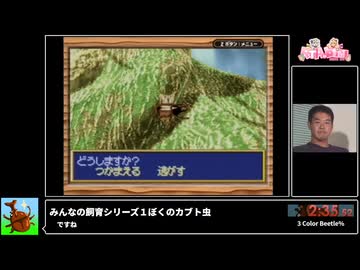 Zボタン:メニュー
どうしますか?
つかまえる 逃がす
みんなの飼育シリーズ1ぼくのカブト虫
ですね
2:35.50
3 Color Beetle%